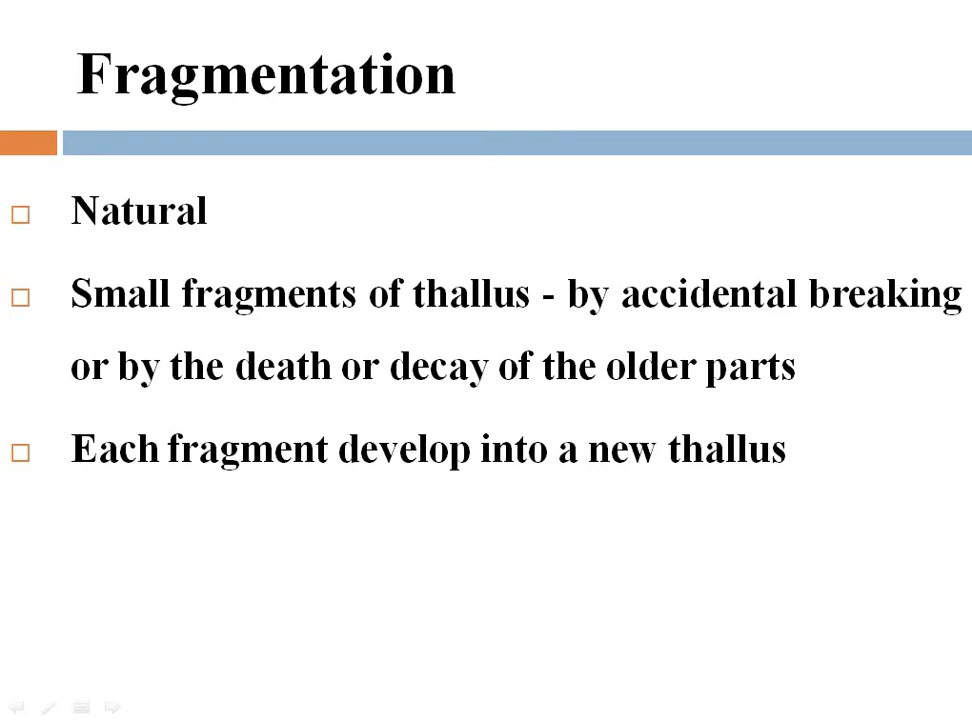 Fragmentation
Natural
Small fragments of thallus - by accidental breaking
or by the death or decay of the older parts
Each fragment develop into a new thallus